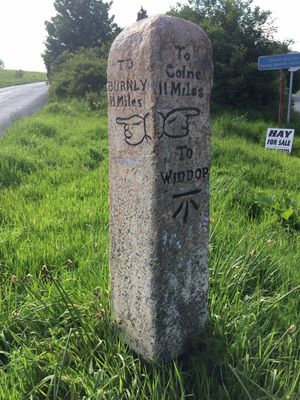 TO
BURNLY
11 Miles
To
Colne
11 Miles
To
WIDDOP
HAY
FOR SALE